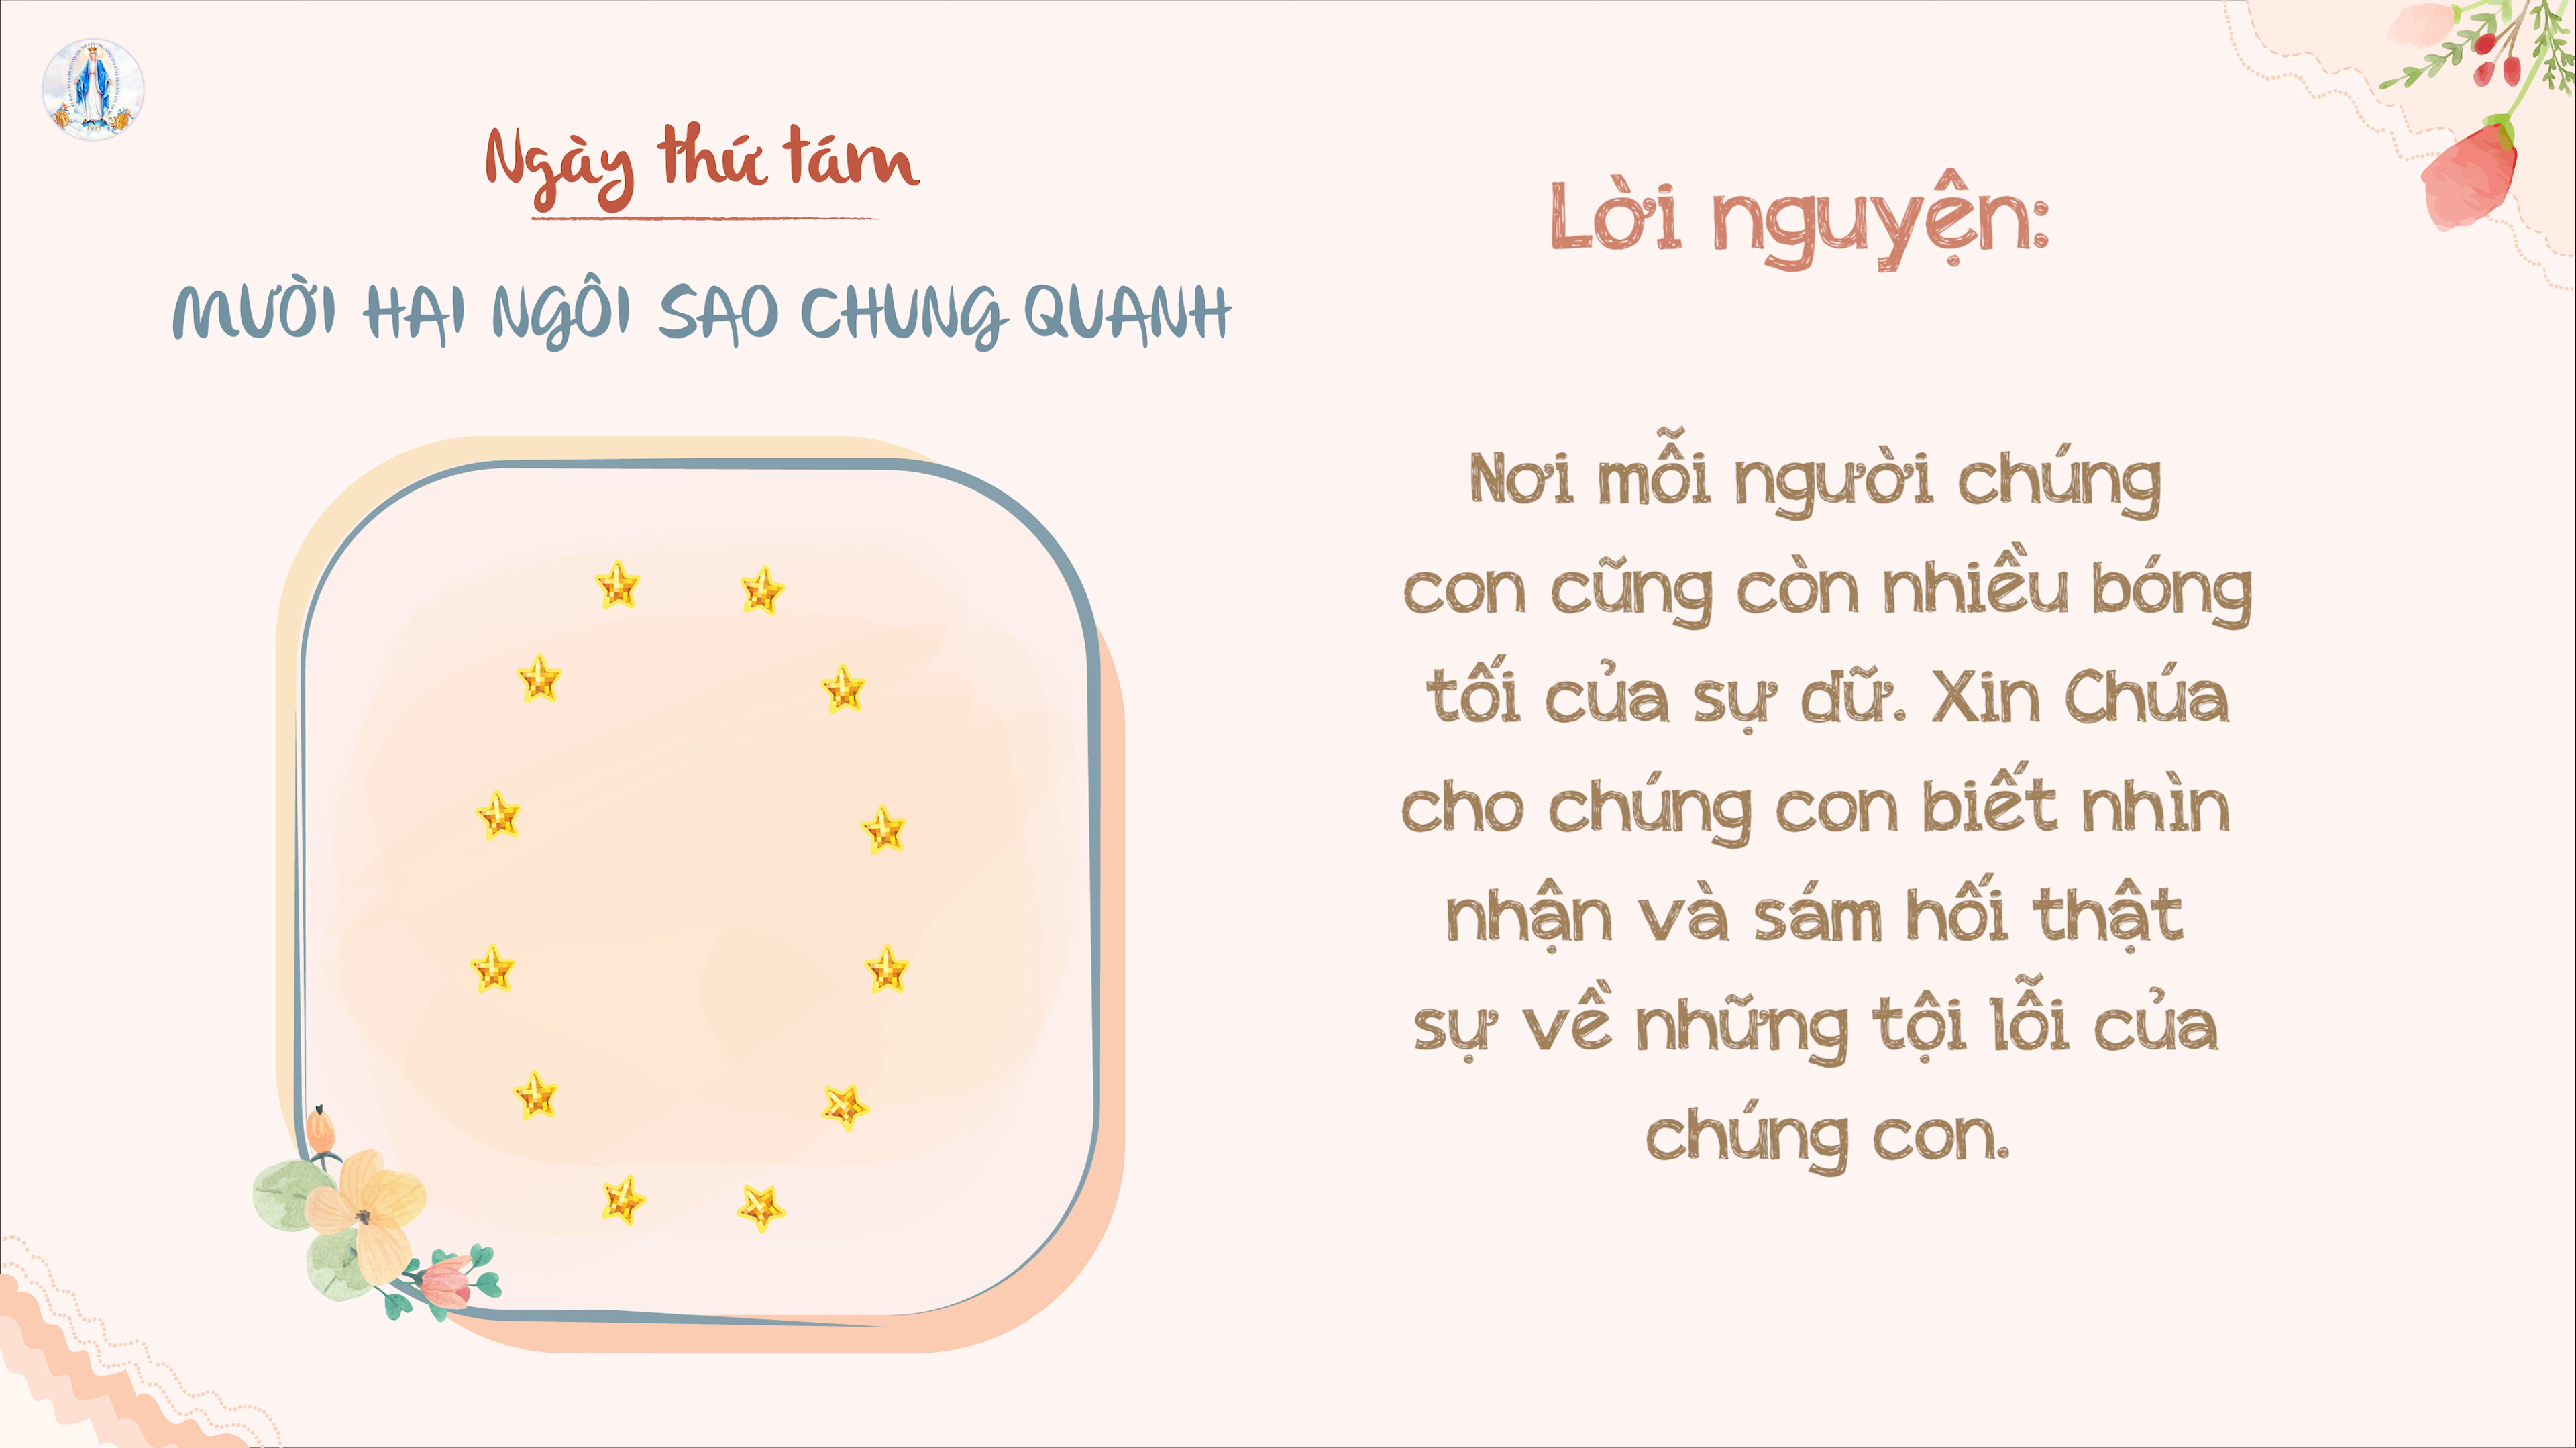 Ngày thứ tám
MƯỜI HAI NGÔI SAO CHUNG QUANH
Lời nguyện:
Nơi mỗi người chúng
con cũng còn nhiều bóng
tối của sự dữ. Xin Chúa
cho chúng con biết nhìn
nhận và sám hối thật
sự về những tội lỗi của
chúng con.